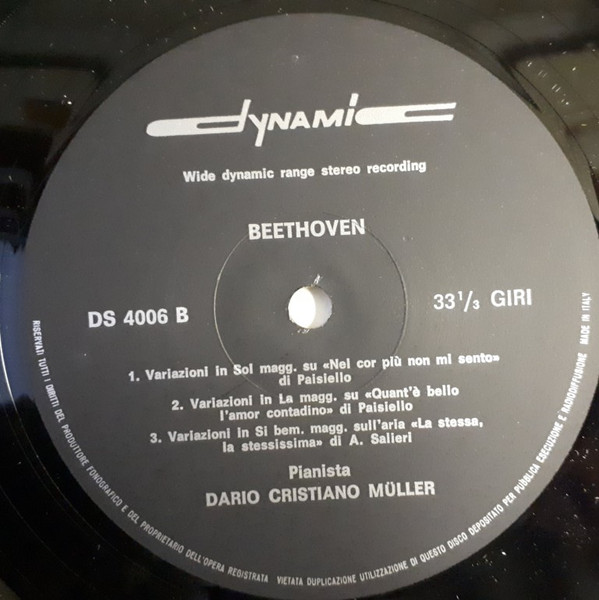 dynamic
Wide dynamic range stereo recording
BEETHOVEN
DS 4006 B
33 1/3 GIRI
1. Variazioni in Sol magg. su «Nel cor più non mi sento»
di Paisiello
2. Variazioni in La magg. su «Quant'è bello
l'amor contadino» di Paisiello
3. Variazioni in Si bem. magg. sull'aria «La stessa,
la stessissima» di A. Salieri
Pianista
DARIO CRISTIANO MÜLLER
RISERVATI TUTTI I DIRITTI DEL PRODUTTORE FONOGRAFICO E DEL PROPRIETARIO DELL'OPERA REGISTRATA VIETATA DUPLICAZIONE UTILIZZAZIONE DI QUESTO DISCO DEPOSITATO PER PUBBLICA ESECUZIONE E RADIODIFFUSIONE MADE IN ITALY